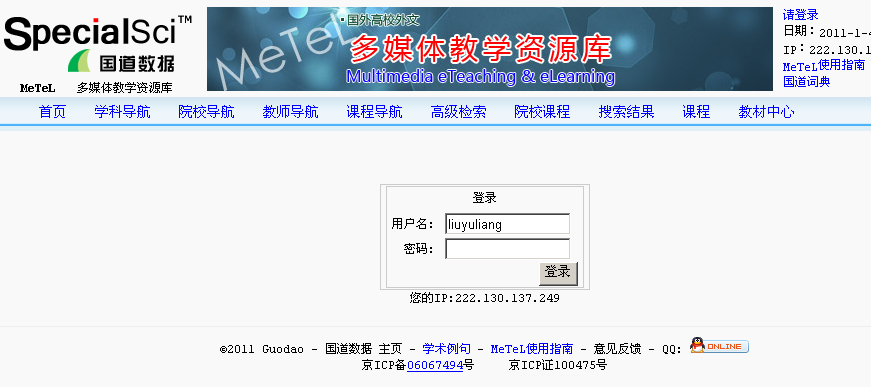 SpecialSci™
国道数据
MeTeL 多媒体教学资源库
MeTeL
·国外高校外文
多媒体教学资源库
Multimedia eTeaching & eLearning
请登录
日期:2011-1-4
IP:222.130.1
MeTeL使用指南
国道词典
首页 学科导航 院校导航 教师导航 课程导航 高级检索 院校课程 搜索结果 课程 教材中心
登录
用户名: liuyuliang
密码:
登录
您的IP:222.130.137.249
©2011 Guodao - 国道数据 主页 - 学术例句 - MeTeL使用指南 - 意见反馈 - QQ: ONLINE
京ICP备06067494号 京ICP证100475号